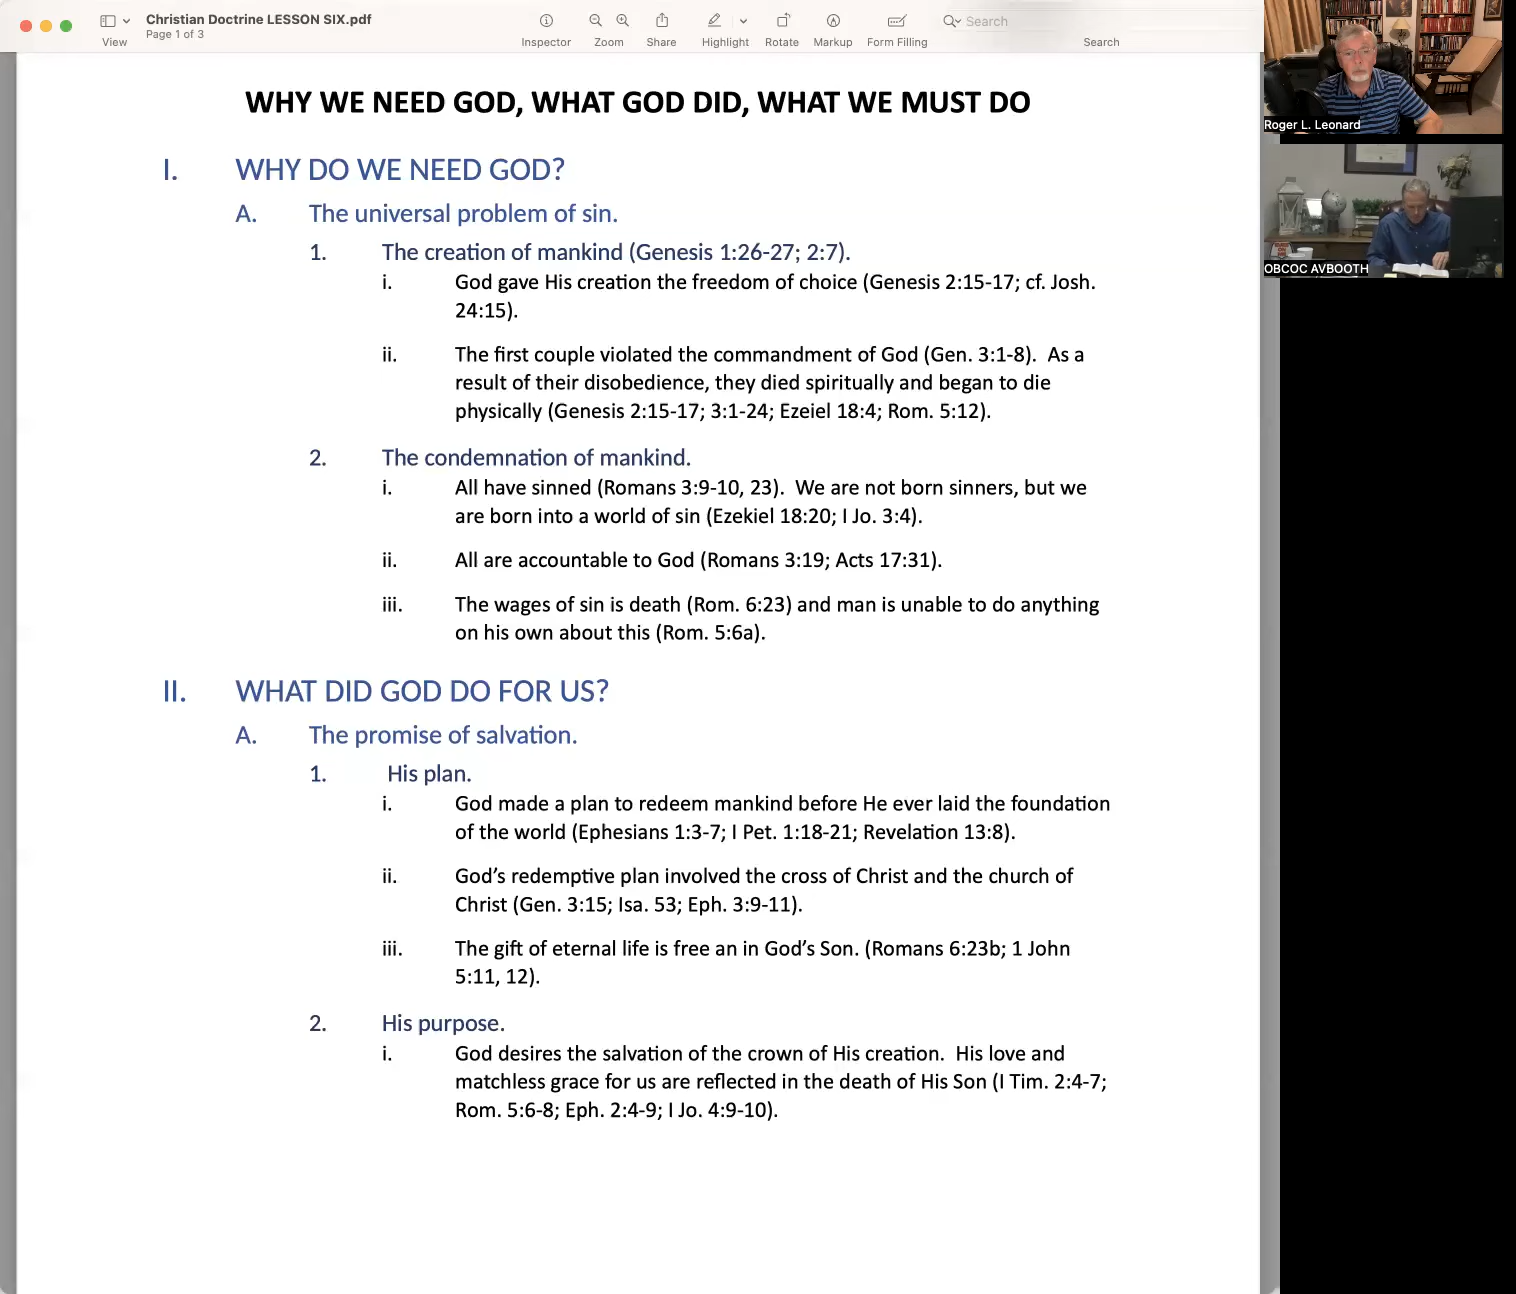 Christian Doctrine LESSON SIX.pdf
Page 1 of 3
View
Inspector
Zoom
Share
Highlight
Rotate
Markup
Form Filling
Search
Search
Roger L. Leonard
OBCOC AVBOOTH
WHY WE NEED GOD, WHAT GOD DID, WHAT WE MUST DO
I. WHY DO WE NEED GOD?
A. The universal problem of sin.
1. The creation of mankind (Genesis 1:26-27; 2:7).
i. God gave His creation the freedom of choice (Genesis 2:15-17; cf. Josh.
24:15).
ii. The first couple violated the commandment of God (Gen. 3:1-8). As a
result of their disobedience, they died spiritually and began to die
physically (Genesis 2:15-17; 3:1-24; Ezeiel 18:4; Rom. 5:12).
2. The condemnation of mankind.
i. All have sinned (Romans 3:9-10, 23). We are not born sinners, but we
are born into a world of sin (Ezekiel 18:20; I Jo. 3:4).
ii. All are accountable to God (Romans 3:19; Acts 17:31).
iii. The wages of sin is death (Rom. 6:23) and man is unable to do anything
on his own about this (Rom. 5:6a).
II. WHAT DID GOD DO FOR US?
A. The promise of salvation.
1. His plan.
i. God made a plan to redeem mankind before He ever laid the foundation
of the world (Ephesians 1:3-7; I Pet. 1:18-21; Revelation 13:8).
ii. God's redemptive plan involved the cross of Christ and the church of
Christ (Gen. 3:15; Isa. 53; Eph. 3:9-11).
iii. The gift of eternal life is free an in God's Son. (Romans 6:23b; 1 John
5:11, 12).
2. His purpose.
i. God desires the salvation of the crown of His creation. His love and
matchless grace for us are reflected in the death of His Son (I Tim. 2:4-7;
Rom. 5:6-8; Eph. 2:4-9; I Jo. 4:9-10).